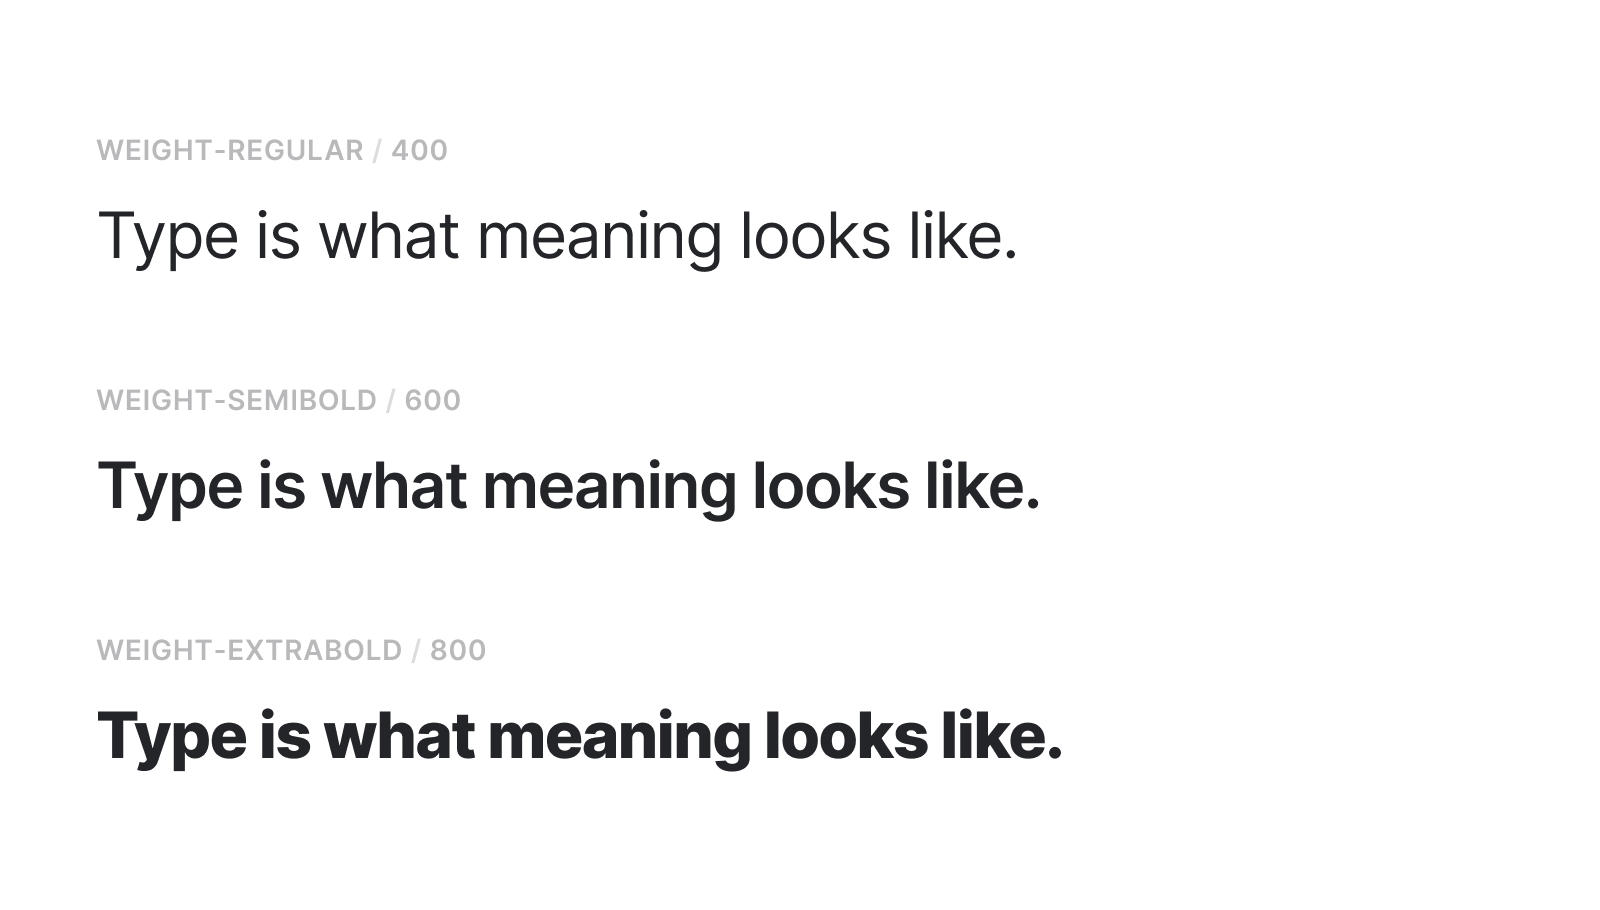 WEIGHT-REGULAR / 400
Type is what meaning looks like.
WEIGHT-SEMIBOLD / 600
Type is what meaning looks like.
WEIGHT-EXTRABOLD / 800
Type is what meaning looks like.